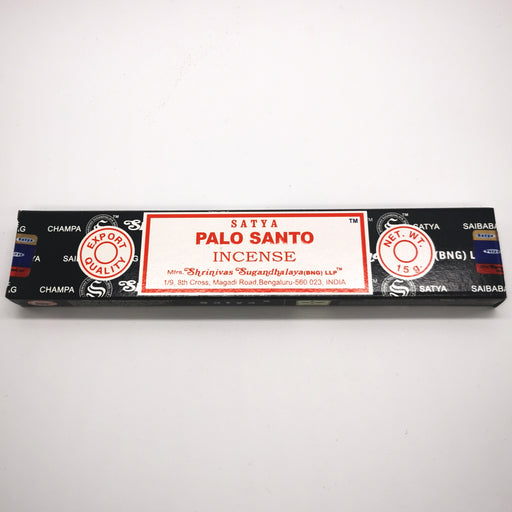 SATYA
TM
PALO SANTO
INCENSE
Mfrs. Shrinivas Sugandhalaya (BNG) LLP™
1/9, 8th Cross, Magadi Road, Bengaluru-560 023, INDIA
EXPORT
QUALITY
NET. WT.
15 g
CHAMPA
SATYA
SAIBABA
(BNG) L
CHAMPA
SATYA
SAIBABA